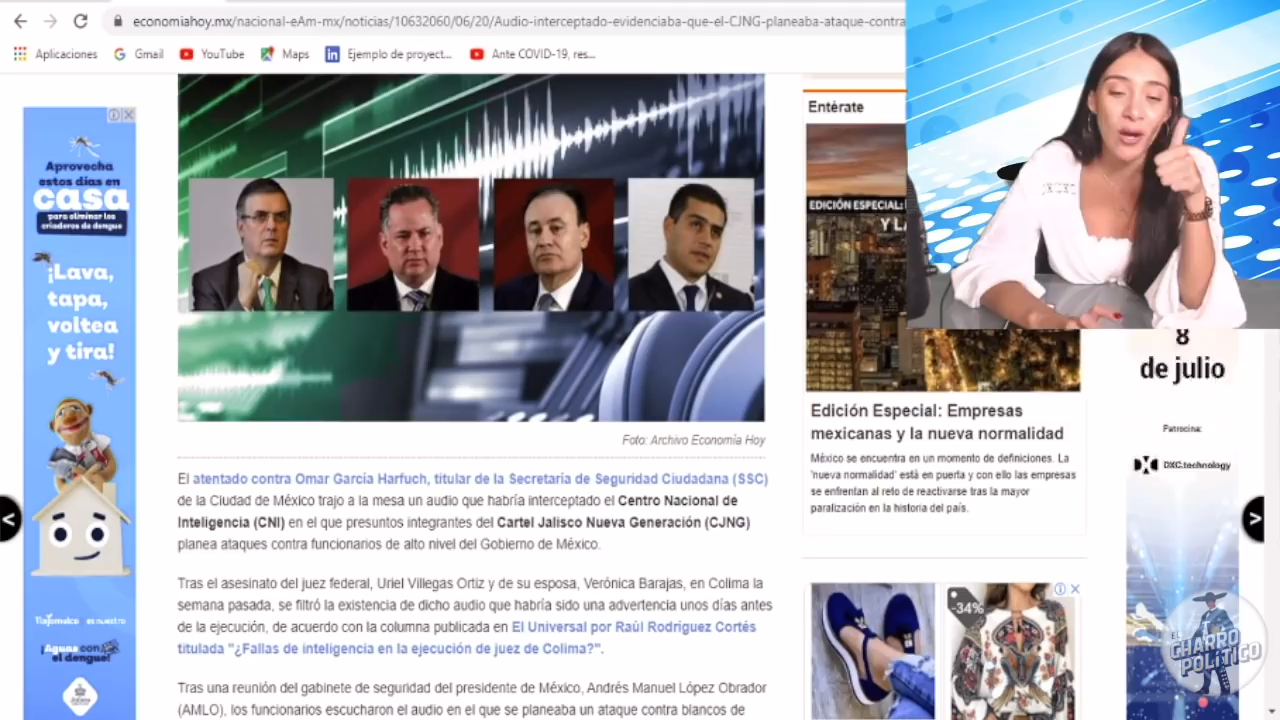 economiahoy.mx/nacional-eAm-mx/noticias/10632060/06/20/Audio-interceptado-evidenciaba-que-el-CJNG-planeaba-ataque-contra
Aplicaciones
Gmail
YouTube
Maps
Ejemplo de proyect...
Ante COVID-19, res...
Aprovecha
estos días en
casa
para eliminar los
criaderos de dengue
¡Lava,
tapa,
voltea
y tira!
¡Aguas con
el dengue!
Foto: Archivo Economía Hoy
El atentado contra Omar García Harfuch, titular de la Secretaría de Seguridad Ciudadana (SSC)
de la Ciudad de México trajo a la mesa un audio que habría interceptado el Centro Nacional de
Inteligencia (CNI) en el que presuntos integrantes del Cartel Jalisco Nueva Generación (CJNG)
planea ataques contra funcionarios de alto nivel del Gobierno de México.
Tras el asesinato del juez federal, Uriel Villegas Ortiz y de su esposa, Verónica Barajas, en Colima la
semana pasada, se filtró la existencia de dicho audio que habría sido una advertencia unos días antes
de la ejecución, de acuerdo con la columna publicada en El Universal por Raúl Rodríguez Cortés
titulada "¿Fallas de inteligencia en la ejecución de juez de Colima?".
Tras una reunión del gabinete de seguridad del presidente de México, Andrés Manuel López Obrador
(AMLO), los funcionarios escucharon el audio en el que se planeaba un ataque contra blancos de
Entérate
EDICIÓN ESPECIAL:
Y LA
Edición Especial: Empresas
mexicanas y la nueva normalidad
México se encuentra en un momento de definiciones. La
'nueva normalidad' está en puerta y con ello las empresas
se enfrentan al reto de reactivarse tras la mayor
paralización en la historia del país.
-34%
8
de julio
Patrocina:
DXC.technology
EL
CHARRO
POLÍTICO